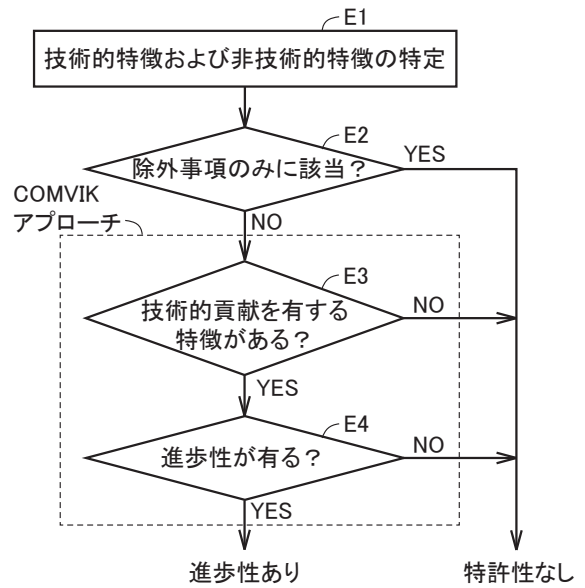 E1
技術的特徴および非技術的特徴の特定
E2
除外事項のみに該当？
YES
COMVIK
アプローチ
NO
E3
技術的貢献を有する
特徴がある？
NO
YES
E4
進歩性が有る？
NO
YES
進歩性あり
特許性なし